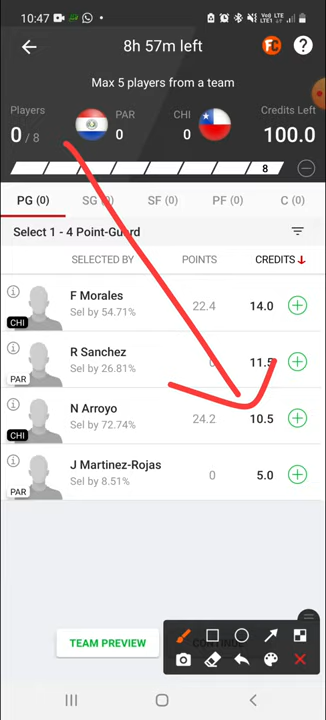 10:47
8h 57m left
FC
?
Max 5 players from a team
Players
0 / 8
PAR
0
CHI
0
Credits Left
100.0
8
PG (0) SG (0) SF (0) PF (0) C (0)
Select 1 - 4 Point-Guard
SELECTED BY POINTS CREDITS
F Morales
Sel by 54.71%
CHI
22.4 14.0
R Sanchez
Sel by 26.81%
PAR
0 11.5
N Arroyo
Sel by 72.74%
CHI
24.2 10.5
J Martinez-Rojas
Sel by 8.51%
PAR
0 5.0
TEAM PREVIEW